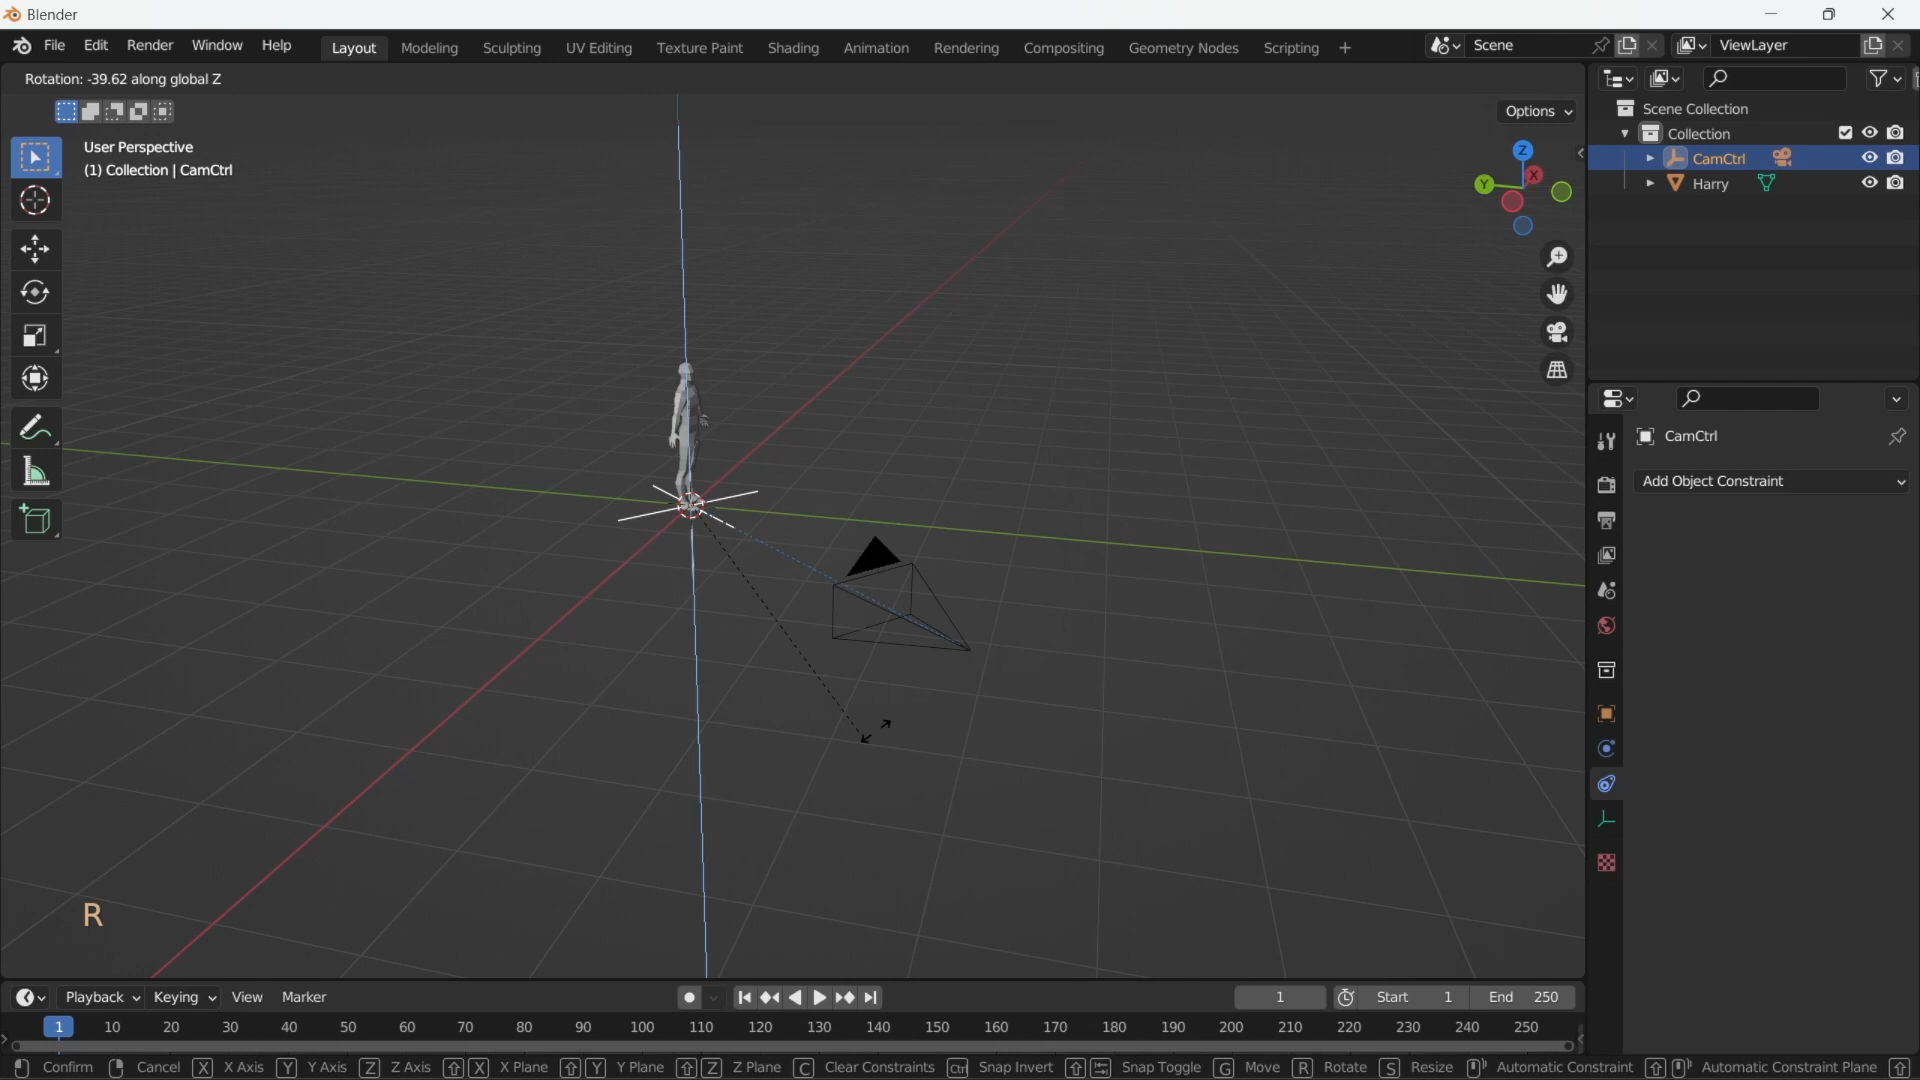 Blender
File Edit Render Window Help Layout Modeling Sculpting UV Editing Texture Paint Shading Animation Rendering Compositing Geometry Nodes Scripting + Scene ViewLayer
Rotation: -39.62 along global Z
Options
User Perspective
(1) Collection | CamCtrl
Z
X
Y
Scene Collection
Collection
CamCtrl
Harry
CamCtrl
Add Object Constraint
R
Playback Keying View Marker 1 Start 1 End 250
1 10 20 30 40 50 60 70 80 90 100 110 120 130 140 150 160 170 180 190 200 210 220 230 240 250
Confirm Cancel X X Axis Y Y Axis Z Z Axis X X Plane Y Y Plane Z Z Plane C Clear Constraints Ctrl Snap Invert Snap Toggle G Move R Rotate S Resize Automatic Constraint Automatic Constraint Plane